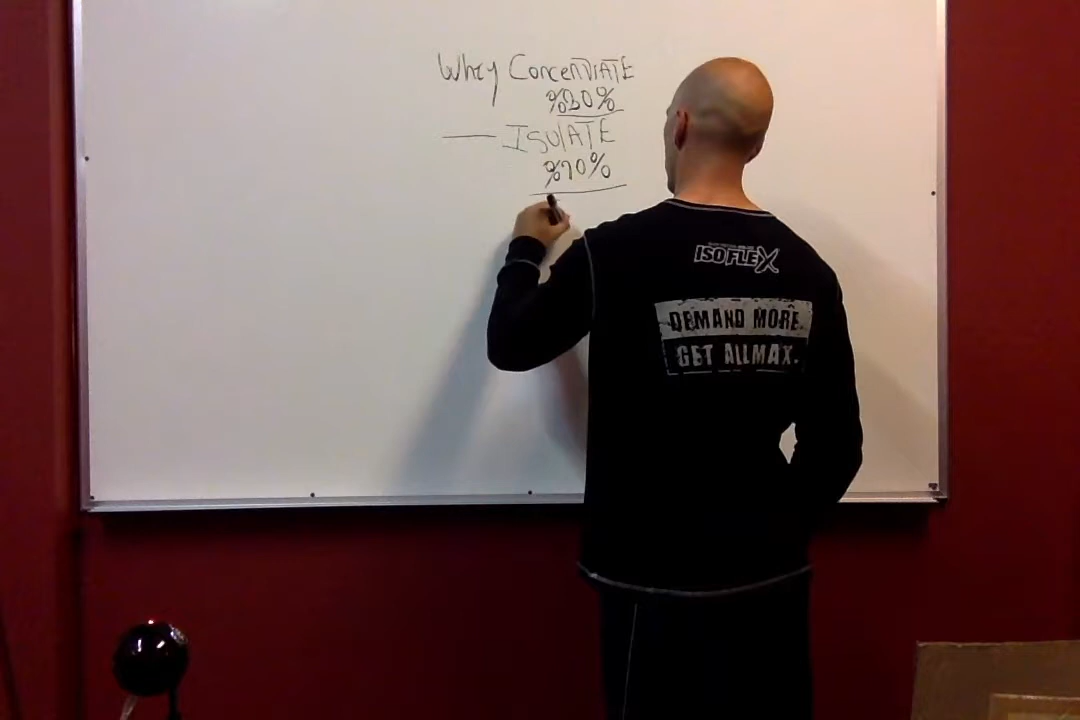 Whey Concentrate
%80%
— Isolate
%90%
ISOFLEX
DEMAND MORE.
GET ALLMAX.